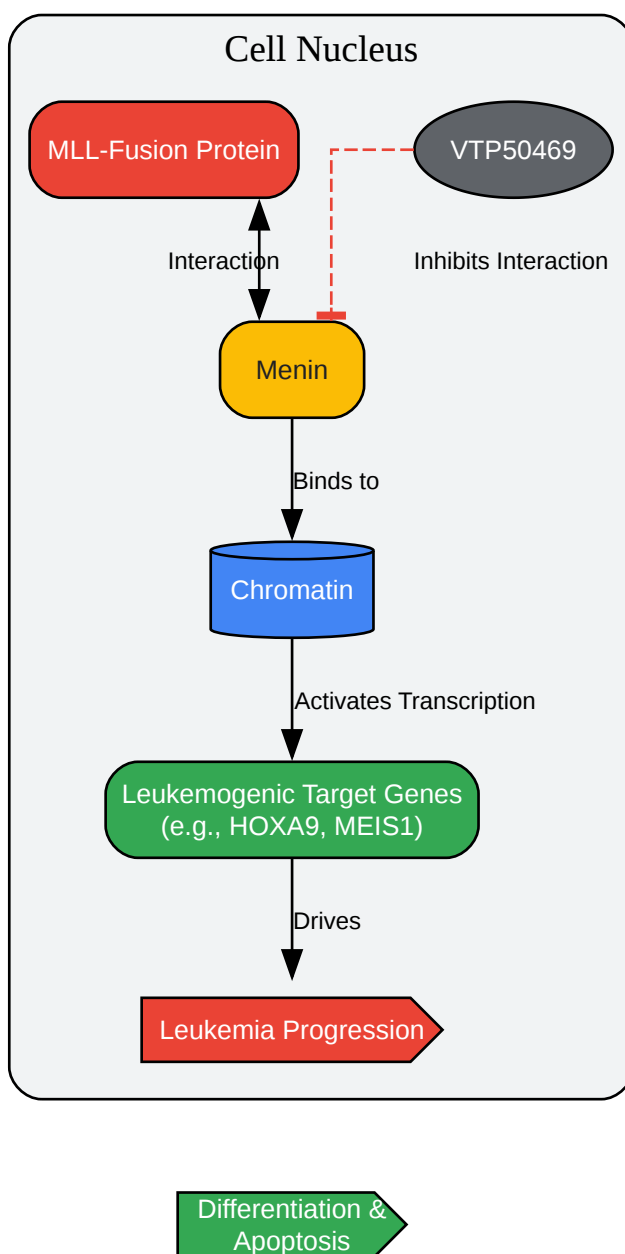 Cell Nucleus
MLL-Fusion Protein
VTP50469
Interaction
Inhibits Interaction
Menin
Binds to
Chromatin
Activates Transcription
Leukemogenic Target Genes
(e.g., HOXA9, MEIS1)
Drives
Leukemia Progression
Differentiation &
Apoptosis